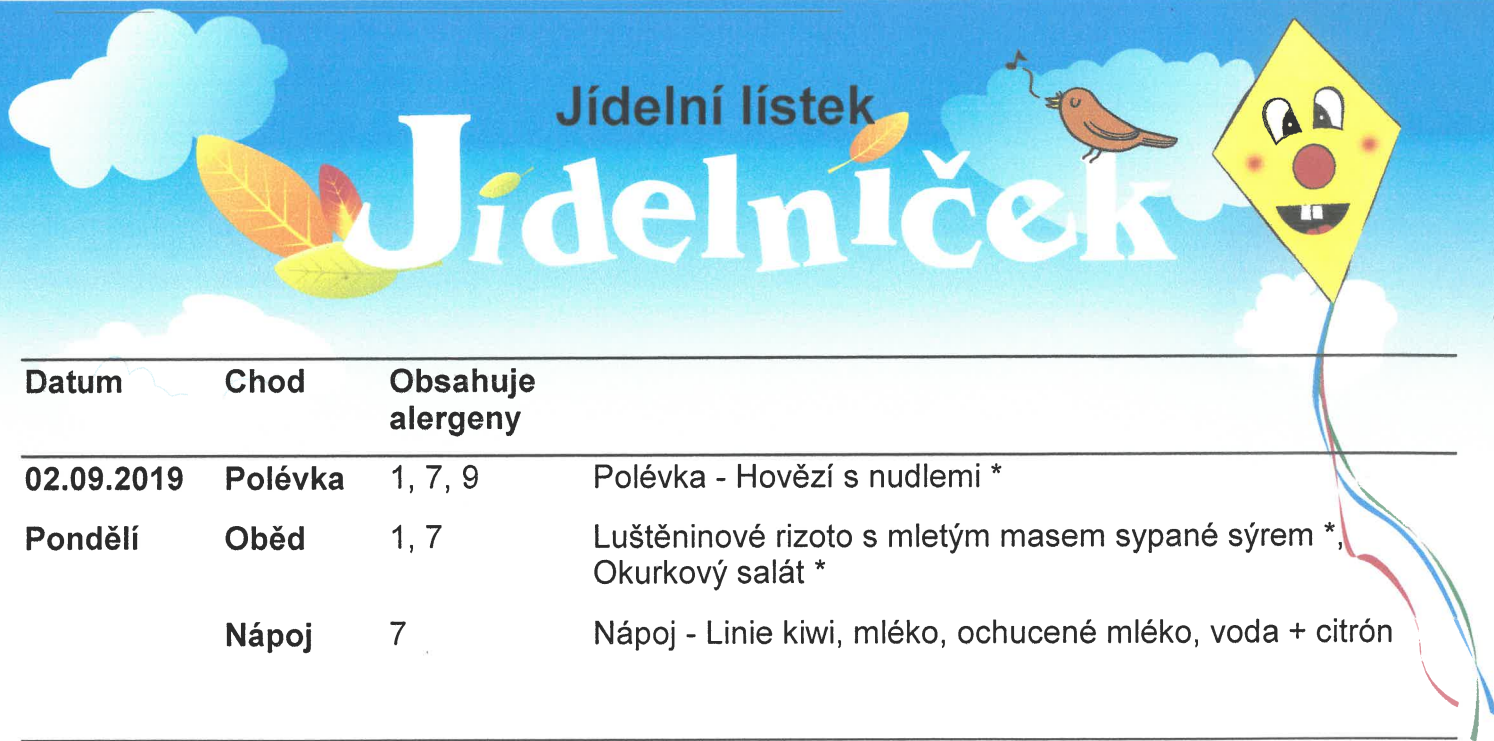 Jídelní lístek
Jídelníček
Datum Chod Obsahuje alergeny
02.09.2019 Polévka 1, 7, 9 Polévka - Hovězí s nudlemi *
Pondělí Oběd 1, 7 Luštěninové rizoto s mletým masem sypané sýrem *,
Okurkový salát *
Nápoj 7 Nápoj - Linie kiwi, mléko, ochucené mléko, voda + citrón